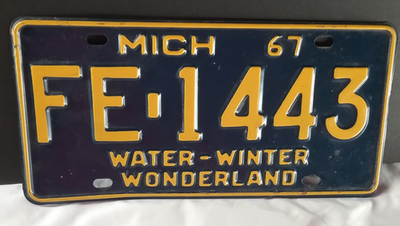 MICH 67
FE·1443
WATER-WINTER
WONDERLAND